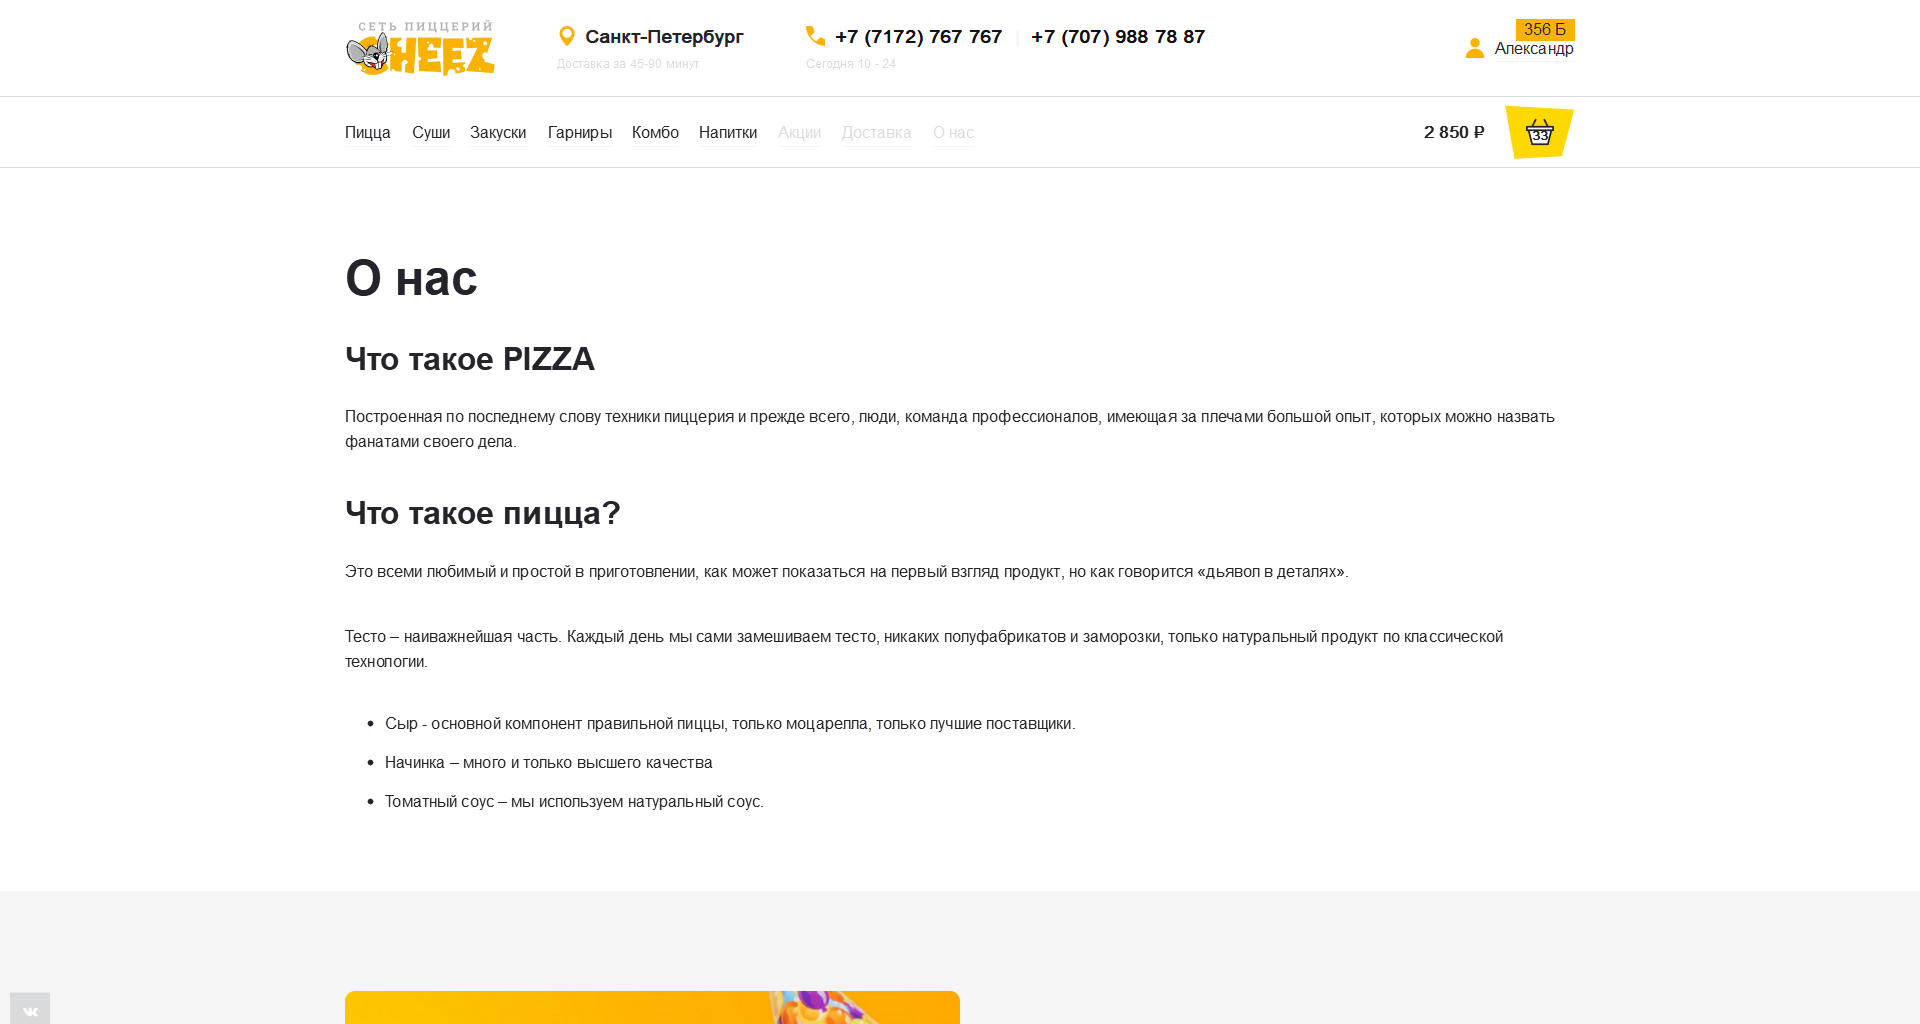 СЕТЬ ПИЦЦЕРИЙ
CHEEZ
Санкт-Петербург
Доставка за 45-90 минут
+7 (7172) 767 767 | +7 (707) 988 78 87
Сегодня 10 - 24
356 Б
Александр
Пицца Суши Закуски Гарниры Комбо Напитки Акции Доставка О нас
2 850 ₽
33
О нас
Что такое PIZZA
Построенная по последнему слову техники пиццерия и прежде всего, люди, команда профессионалов, имеющая за плечами большой опыт, которых можно назвать
фанатами своего дела.
Что такое пицца?
Это всеми любимый и простой в приготовлении, как может показаться на первый взгляд продукт, но как говорится «дьявол в деталях».
Тесто – наиважнейшая часть. Каждый день мы сами замешиваем тесто, никаких полуфабрикатов и заморозки, только натуральный продукт по классической
технологии.
• Сыр - основной компонент правильной пиццы, только моцарелла, только лучшие поставщики.
• Начинка – много и только высшего качества
• Томатный соус – мы используем натуральный соус.